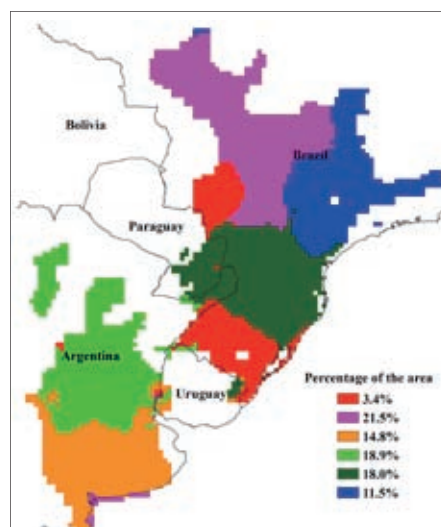 Bolivia
Brazil
Paraguay
Argentina
Uruguay
Percentage of the area
3.4%
21.5%
14.8%
18.9%
18.0%
11.5%